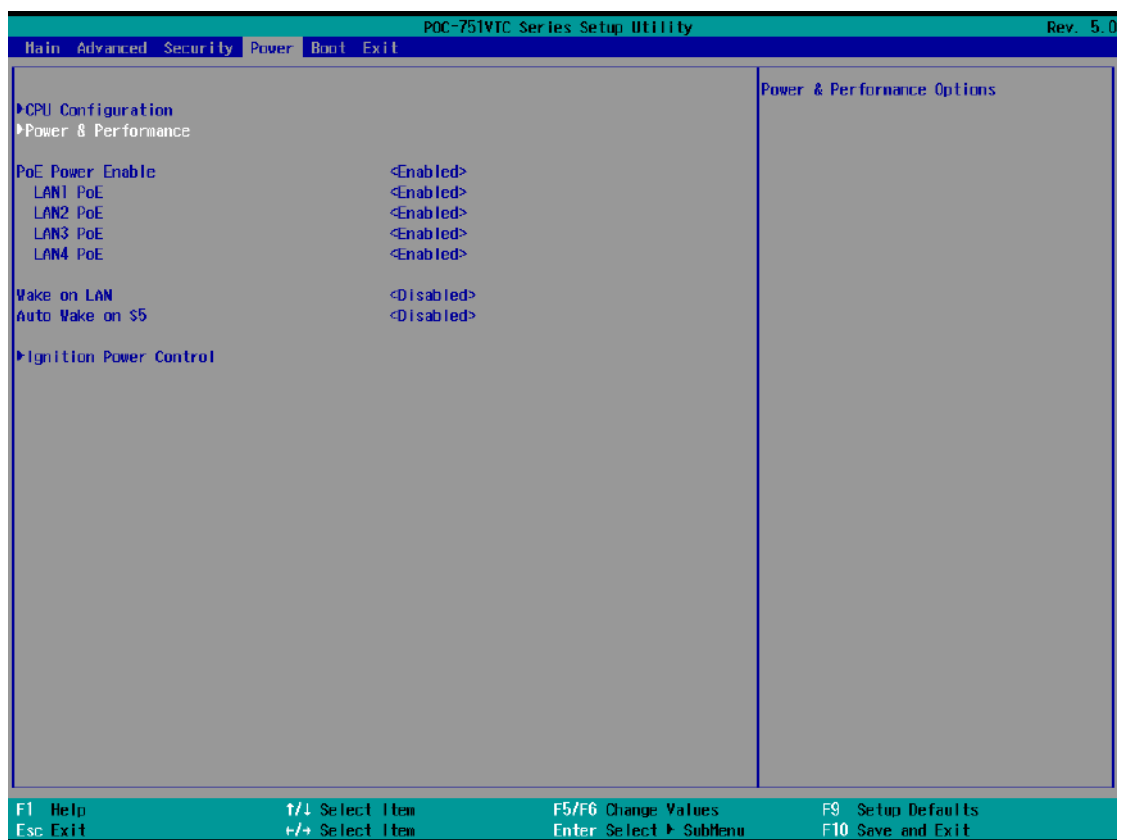 POC-751VTC Series Setup Utility Rev. 5.0
Main Advanced Security Power Boot Exit
Power & Performance Options
▶CPU Configuration
▶Power & Performance
PoE Power Enable <Enabled>
LAN1 PoE <Enabled>
LAN2 PoE <Enabled>
LAN3 PoE <Enabled>
LAN4 PoE <Enabled>
Wake on LAN <Disabled>
Auto Wake on S5 <Disabled>
▶Ignition Power Control
F1 Help ↑/↓ Select Item F5/F6 Change Values F9 Setup Defaults
Esc Exit ←/→ Select Item Enter Select ▶ SubMenu F10 Save and Exit